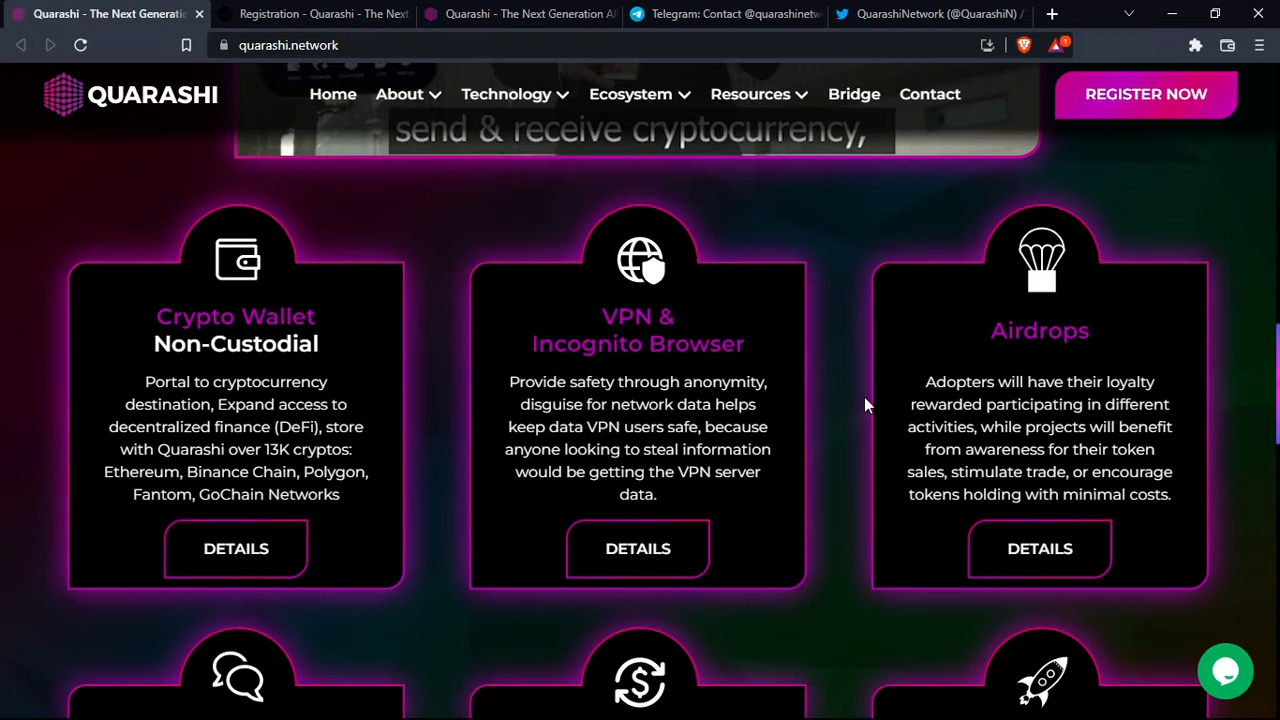 Quarashi - The Next Generatio
Registration - Quarashi - The Next
Quarashi - The Next Generation Al
Telegram: Contact @quarashinetw
QuarashiNetwork (@QuarashiN) /
quarashi.network
1
QUARASHI
Home
About
Technology
Ecosystem
Resources
Bridge
Contact
REGISTER NOW
send & receive cryptocurrency,
Crypto Wallet
Non-Custodial
Portal to cryptocurrency
destination, Expand access to
decentralized finance (DeFi), store
with Quarashi over 13K cryptos:
Ethereum, Binance Chain, Polygon,
Fantom, GoChain Networks
DETAILS
VPN &
Incognito Browser
Provide safety through anonymity,
disguise for network data helps
keep data VPN users safe, because
anyone looking to steal information
would be getting the VPN server
data.
DETAILS
Airdrops
Adopters will have their loyalty
rewarded participating in different
activities, while projects will benefit
from awareness for their token
sales, stimulate trade, or encourage
tokens holding with minimal costs.
DETAILS